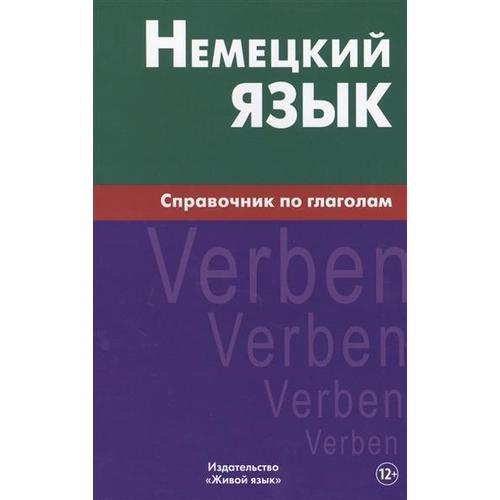 Немецкий
язык
Справочник по глаголам
Verben
Verben
Verben
Verben
Издательство
«Живой язык»
12+